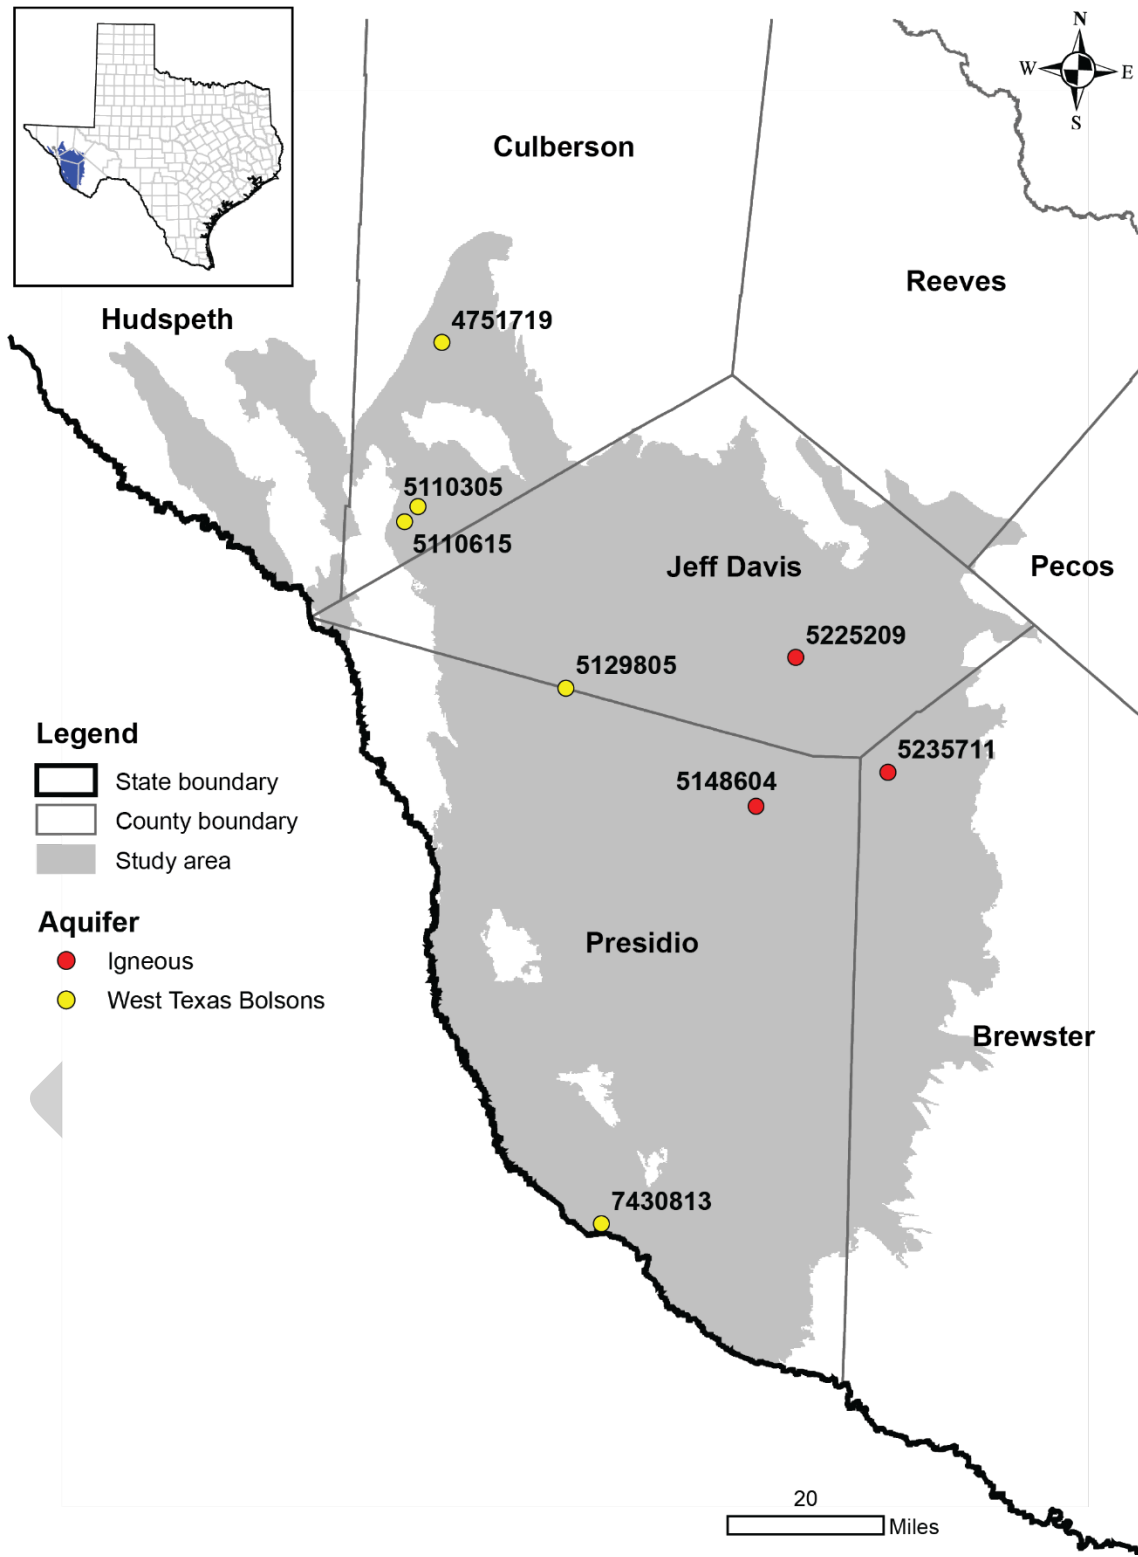 N
W
E
S
Culberson
Reeves
Hudspeth
4751719
5110305
5110615
Jeff Davis
Pecos
5225209
5129805
5235711
5148604
Legend
State boundary
County boundary
Study area
Aquifer
Igneous
West Texas Bolsons
Presidio
Brewster
7430813
20
Miles